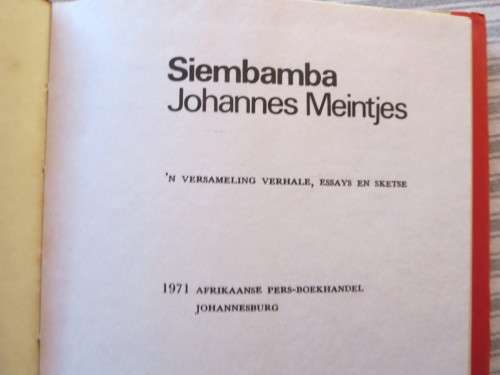 Siembamba
Johannes Meintjes
'N VERSAMELING VERHALE, ESSAYS EN SKETSE
1971 AFRIKAANSE PERS-BOEKHANDEL
JOHANNESBURG